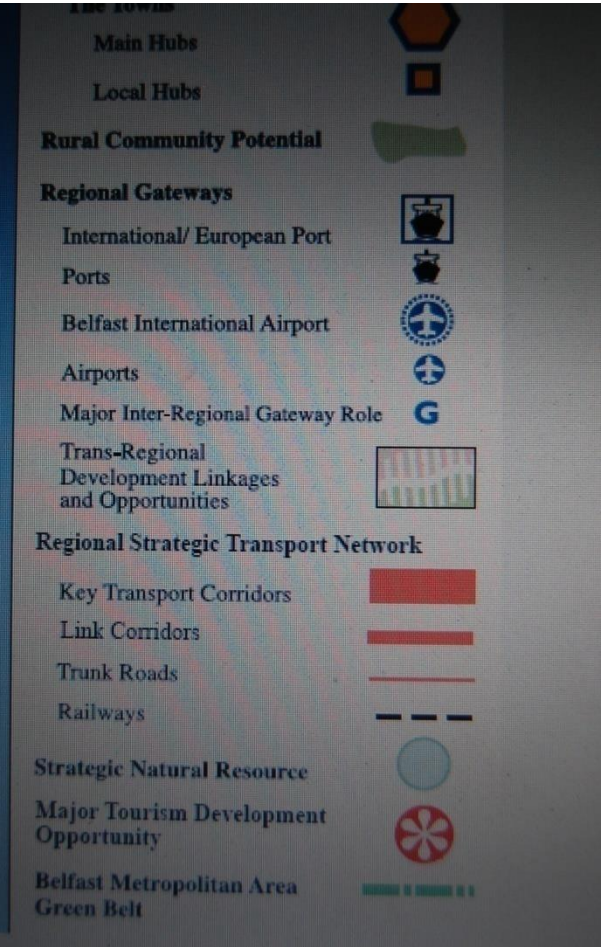 The Towns
Main Hubs
Local Hubs
Rural Community Potential
Regional Gateways
International/ European Port
Ports
Belfast International Airport
Airports
Major Inter-Regional Gateway Role G
Trans-Regional
Development Linkages
and Opportunities
Regional Strategic Transport Network
Key Transport Corridors
Link Corridors
Trunk Roads
Railways
Strategic Natural Resource
Major Tourism Development
Opportunity
Belfast Metropolitan Area
Green Belt